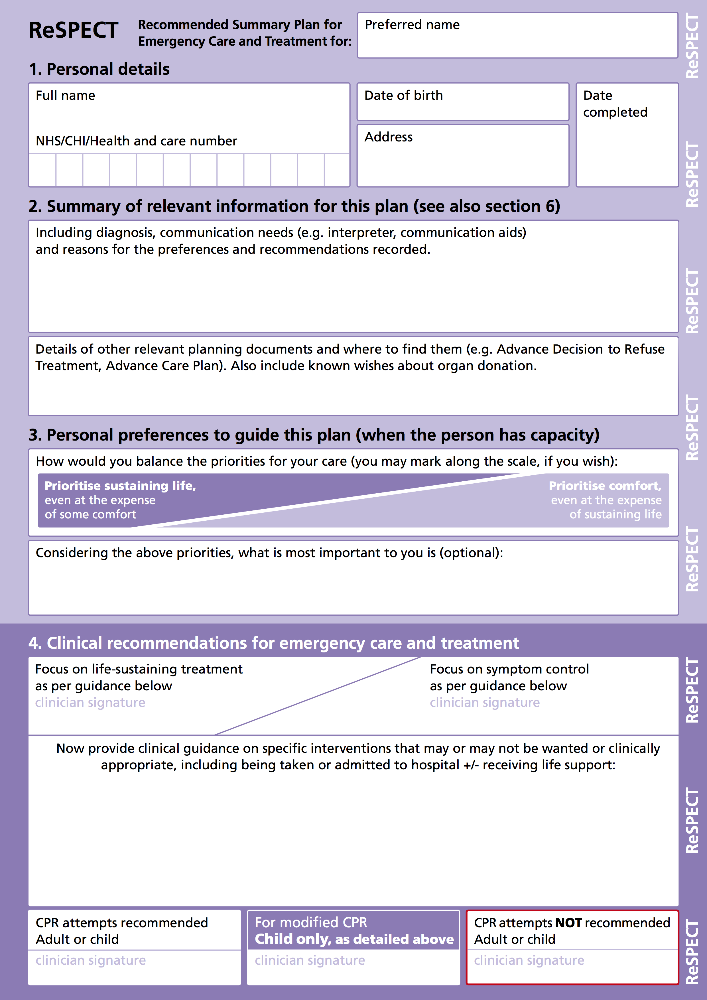 ReSPECT
Recommended Summary Plan for
Emergency Care and Treatment for:
Preferred name
1. Personal details
Full name
NHS/CHI/Health and care number
Date of birth
Address
Date
completed
2. Summary of relevant information for this plan (see also section 6)
Including diagnosis, communication needs (e.g. interpreter, communication aids)
and reasons for the preferences and recommendations recorded.
Details of other relevant planning documents and where to find them (e.g. Advance Decision to Refuse
Treatment, Advance Care Plan). Also include known wishes about organ donation.
3. Personal preferences to guide this plan (when the person has capacity)
How would you balance the priorities for your care (you may mark along the scale, if you wish):
Prioritise sustaining life,
even at the expense
of some comfort
Prioritise comfort,
even at the expense
of sustaining life
Considering the above priorities, what is most important to you is (optional):
4. Clinical recommendations for emergency care and treatment
Focus on life-sustaining treatment
as per guidance below
clinician signature
Focus on symptom control
as per guidance below
clinician signature
Now provide clinical guidance on specific interventions that may or may not be wanted or clinically
appropriate, including being taken or admitted to hospital +/- receiving life support:
CPR attempts recommended
Adult or child
clinician signature
For modified CPR
Child only, as detailed above
clinician signature
CPR attempts NOT recommended
Adult or child
clinician signature
ReSPECT
ReSPECT
ReSPECT
ReSPECT
ReSPECT
ReSPECT
ReSPECT
ReSPECT